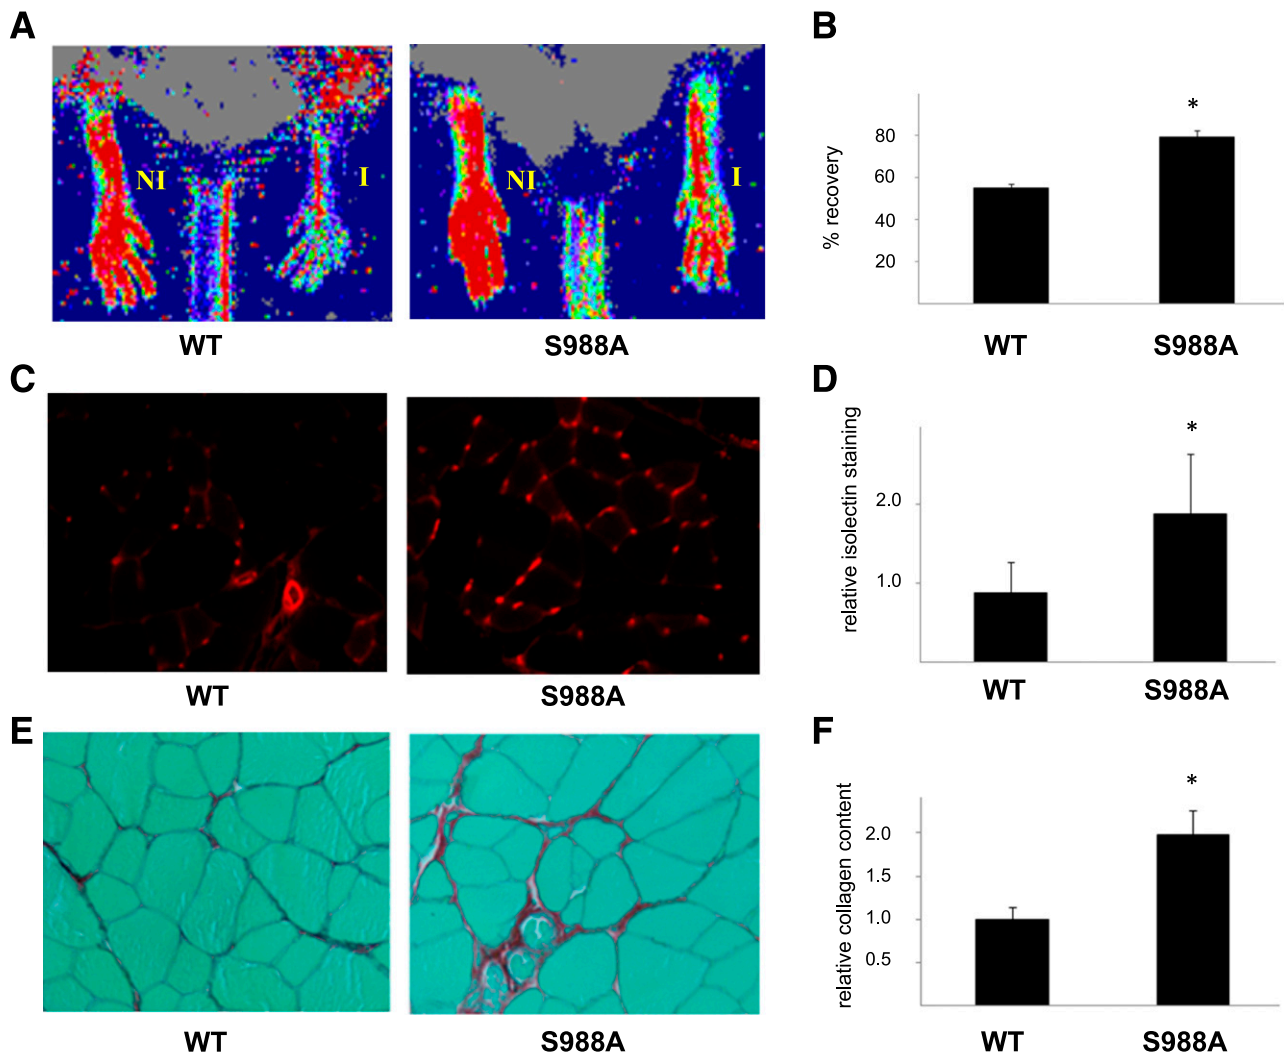 A
NI
I
NI
I
WT
S988A
B
% recovery
80
60
40
20
*
WT
S988A
C
WT
S988A
D
relative isolectin staining
2.0
1.0
*
WT
S988A
E
WT
S988A
F
relative collagen content
2.0
1.5
1.0
0.5
*
WT
S988A